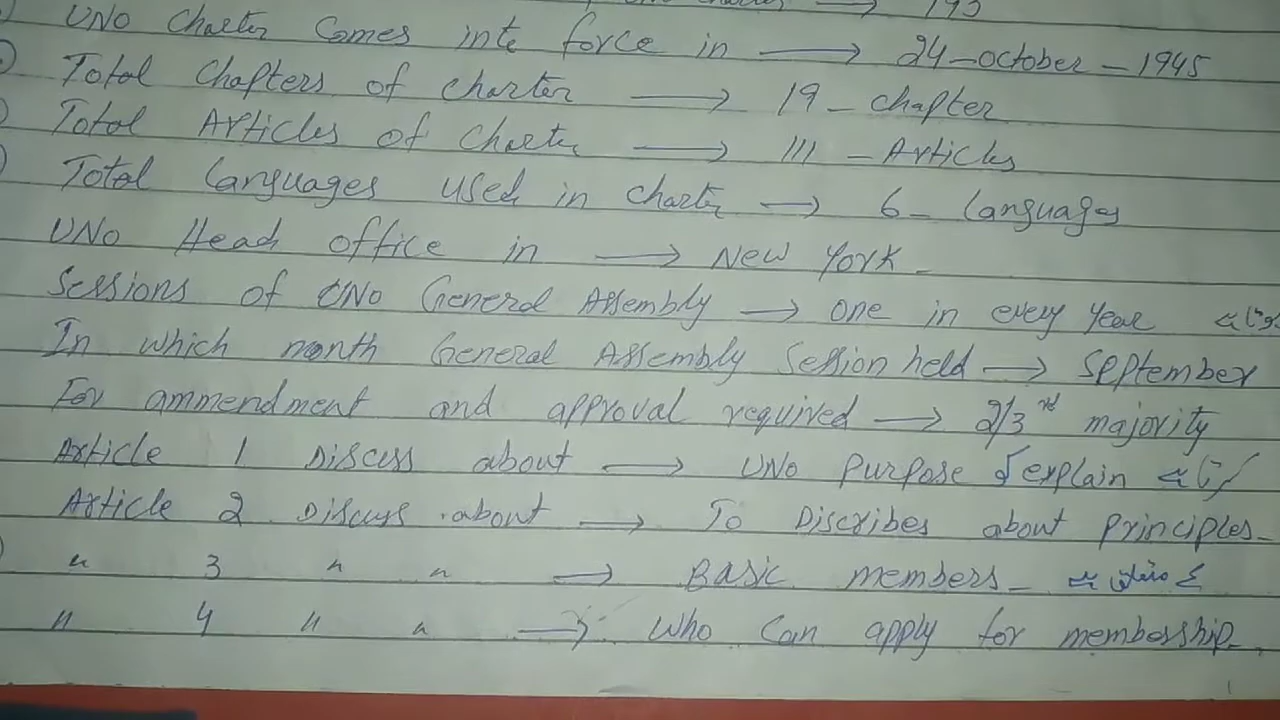 → 193
UNO Charter Comes into force in → 24-october-1945
Total Chapters of charter → 19-chapter
Total Articles of Charter → 111-Articles
Total Languages used in charter → 6-Languages
UNO Head office in → New York-
Sessions of UNO General Assembly → one in every Year
In which month General Assembly Session held → September
For ammendment and approval required → 2/3rd majority
Article 1 Discuss about → UNO Purpose explain
Article 2 Discuss about → To Discribes about principles-
" 3 " " → Basic members-
" 4 " " → Who Can apply for membership-